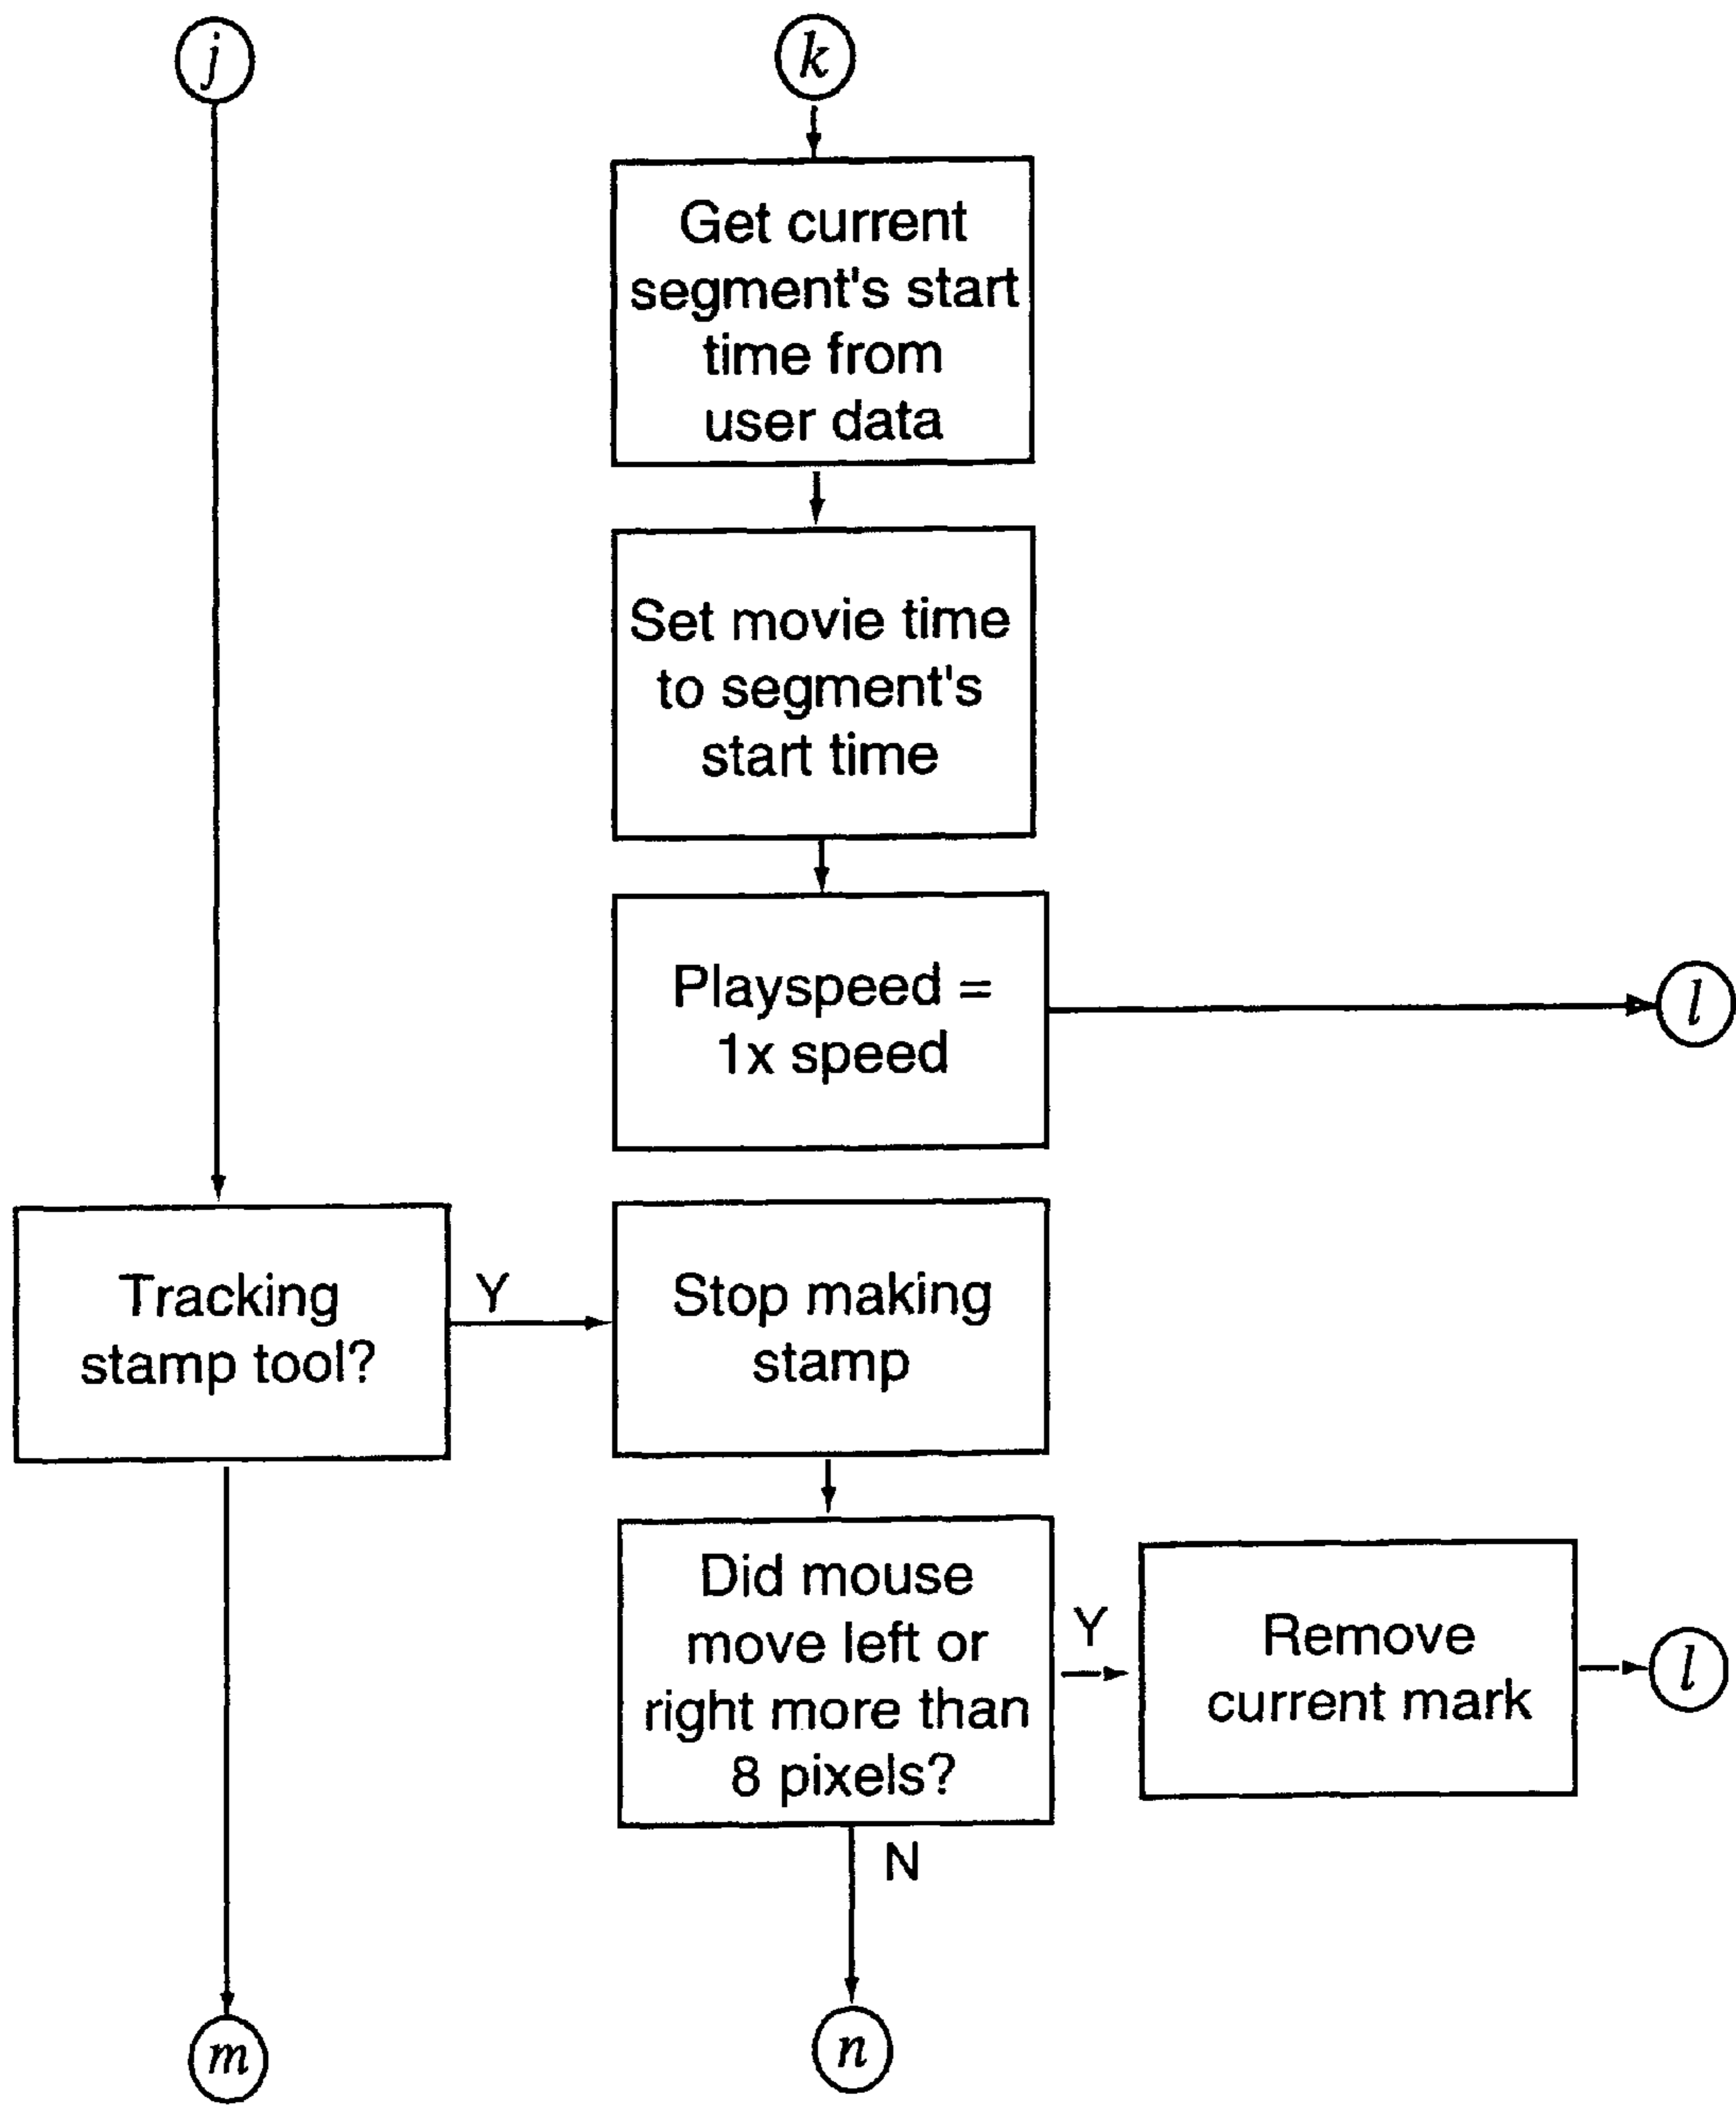 j
k
Get current
segment's start
time from
user data
Set movie time
to segment's
start time
Playspeed =
1x speed
l
Tracking
stamp tool?
Y
Stop making
stamp
Did mouse
move left or
right more than
8 pixels?
Y
Remove
current mark
l
N
m
n